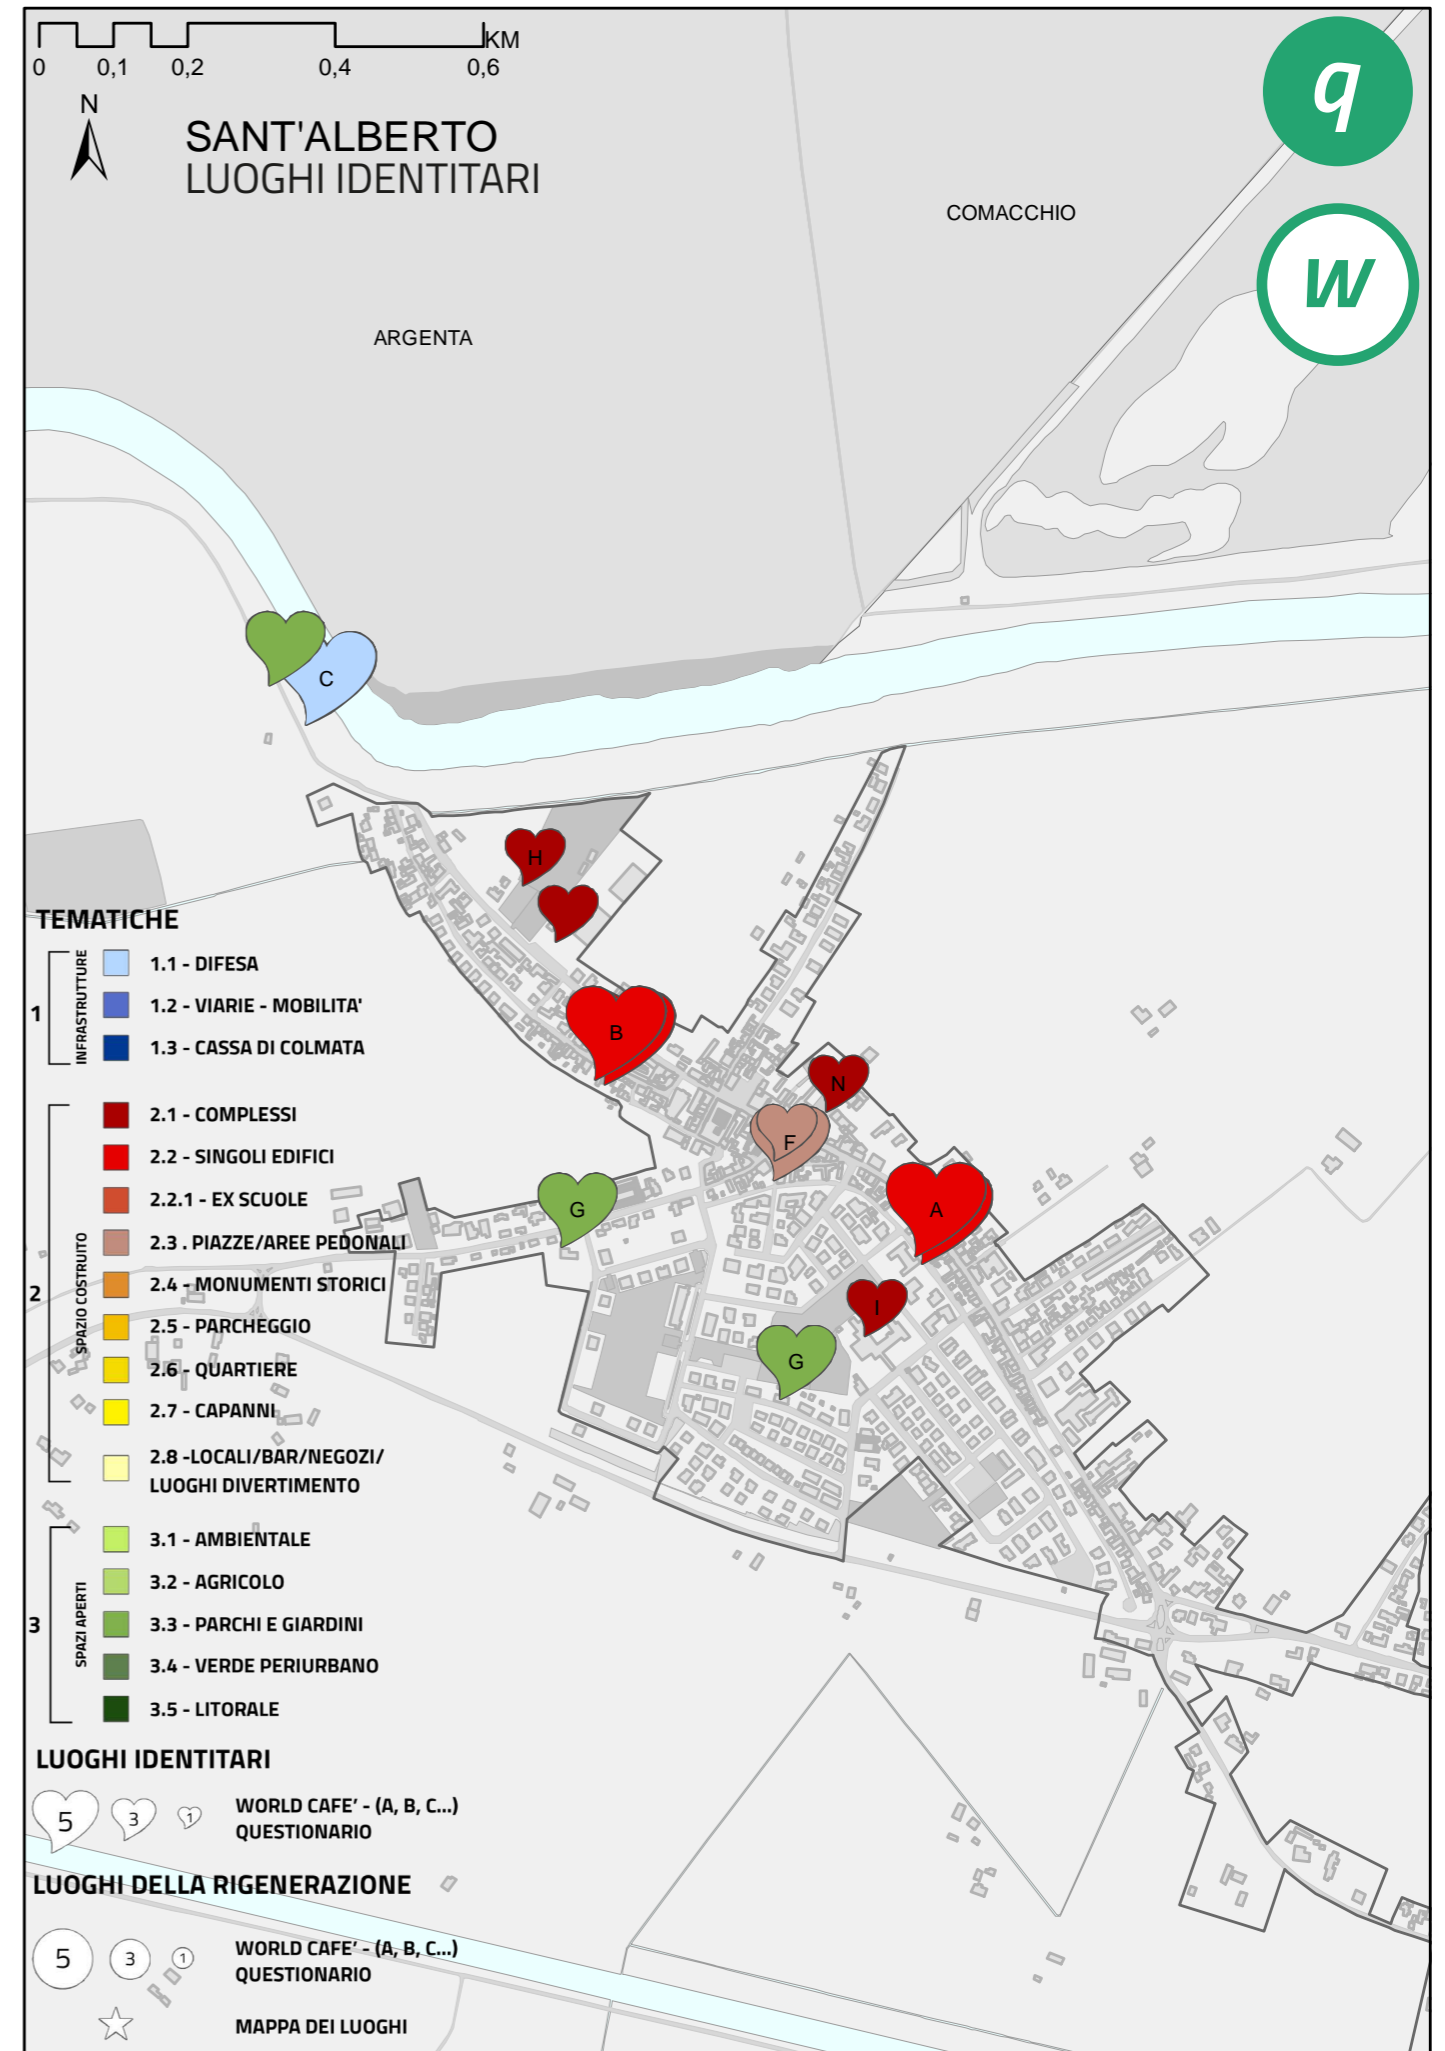 KM
0 0,1 0,2 0,4 0,6
N
SANT'ALBERTO
LUOGHI IDENTITARI
q
w
COMACCHIO
ARGENTA
C
H
B
N
F
G
A
I
G
TEMATICHE
1
INFRASTRUTTURE
1.1 - DIFESA
1.2 - VIARIE - MOBILITA'
1.3 - CASSA DI COLMATA
2
SPAZIO COSTRUITO
2.1 - COMPLESSI
2.2 - SINGOLI EDIFICI
2.2.1 - EX SCUOLE
2.3 . PIAZZE/AREE PEDONALI
2.4 - MONUMENTI STORICI
2.5 - PARCHEGGIO
2.6 - QUARTIERE
2.7 - CAPANNI
2.8 -LOCALI/BAR/NEGOZI/
LUOGHI DIVERTIMENTO
3
SPAZI APERTI
3.1 - AMBIENTALE
3.2 - AGRICOLO
3.3 - PARCHI E GIARDINI
3.4 - VERDE PERIURBANO
3.5 - LITORALE
LUOGHI IDENTITARI
5 3 1
WORLD CAFE' - (A, B, C...)
QUESTIONARIO
LUOGHI DELLA RIGENERAZIONE
5 3 1
WORLD CAFE' - (A, B, C...)
QUESTIONARIO
MAPPA DEI LUOGHI